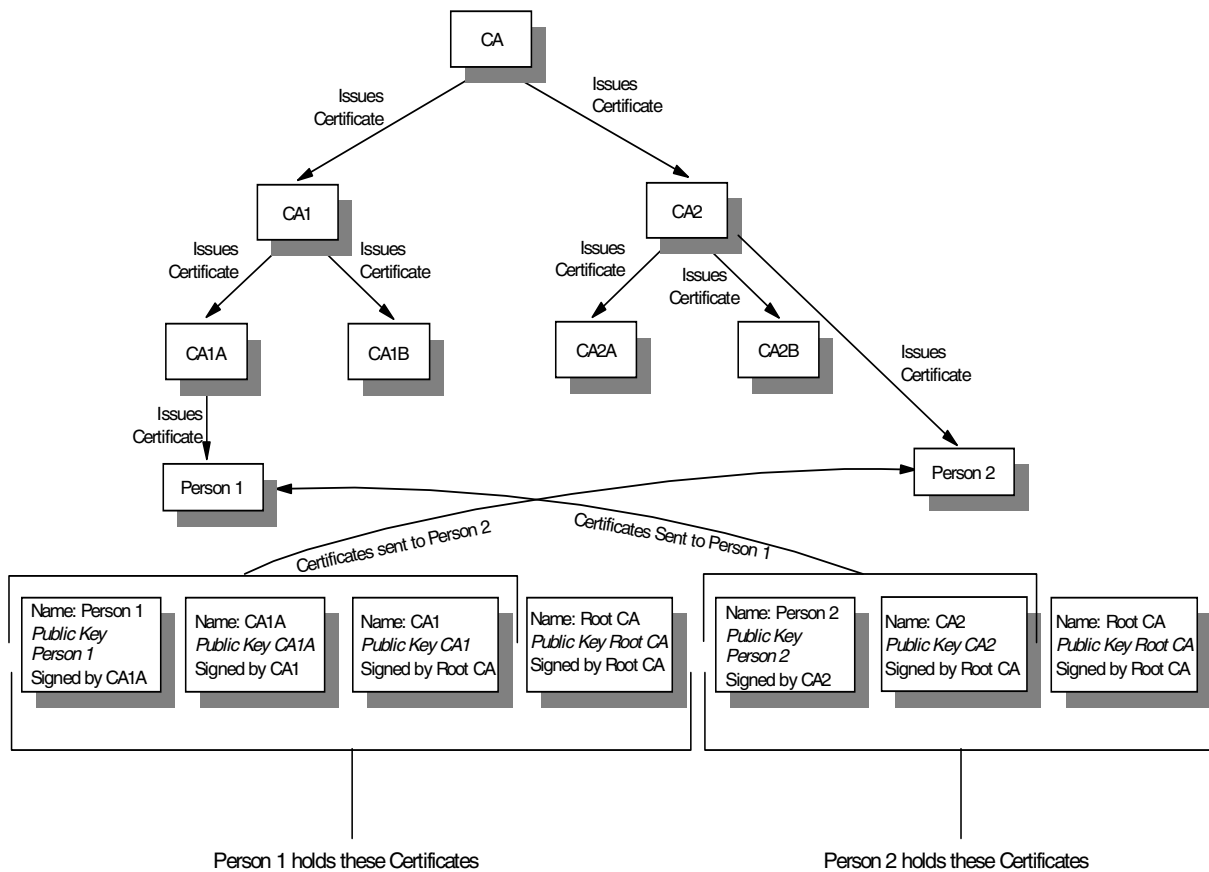 CA
Issues
Certificate
Issues
Certificate
CA1
CA2
Issues
Certificate
Issues
Certificate
Issues
Certificate
Issues
Certificate
CA1A
CA1B
CA2A
CA2B
Issues
Certificate
Issues
Certificate
Person 1
Person 2
Certificates sent to Person 2
Certificates Sent to Person 1
Name: Person 1
Public Key
Person 1
Signed by CA1A
Name: CA1A
Public Key CA1A
Signed by CA1
Name: CA1
Public Key CA1
Signed by Root CA
Name: Root CA
Public Key Root CA
Signed by Root CA
Name: Person 2
Public Key
Person 2
Signed by CA2
Name: CA2
Public Key CA2
Signed by Root CA
Name: Root CA
Public Key Root CA
Signed by Root CA
Person 1 holds these Certificates
Person 2 holds these Certificates